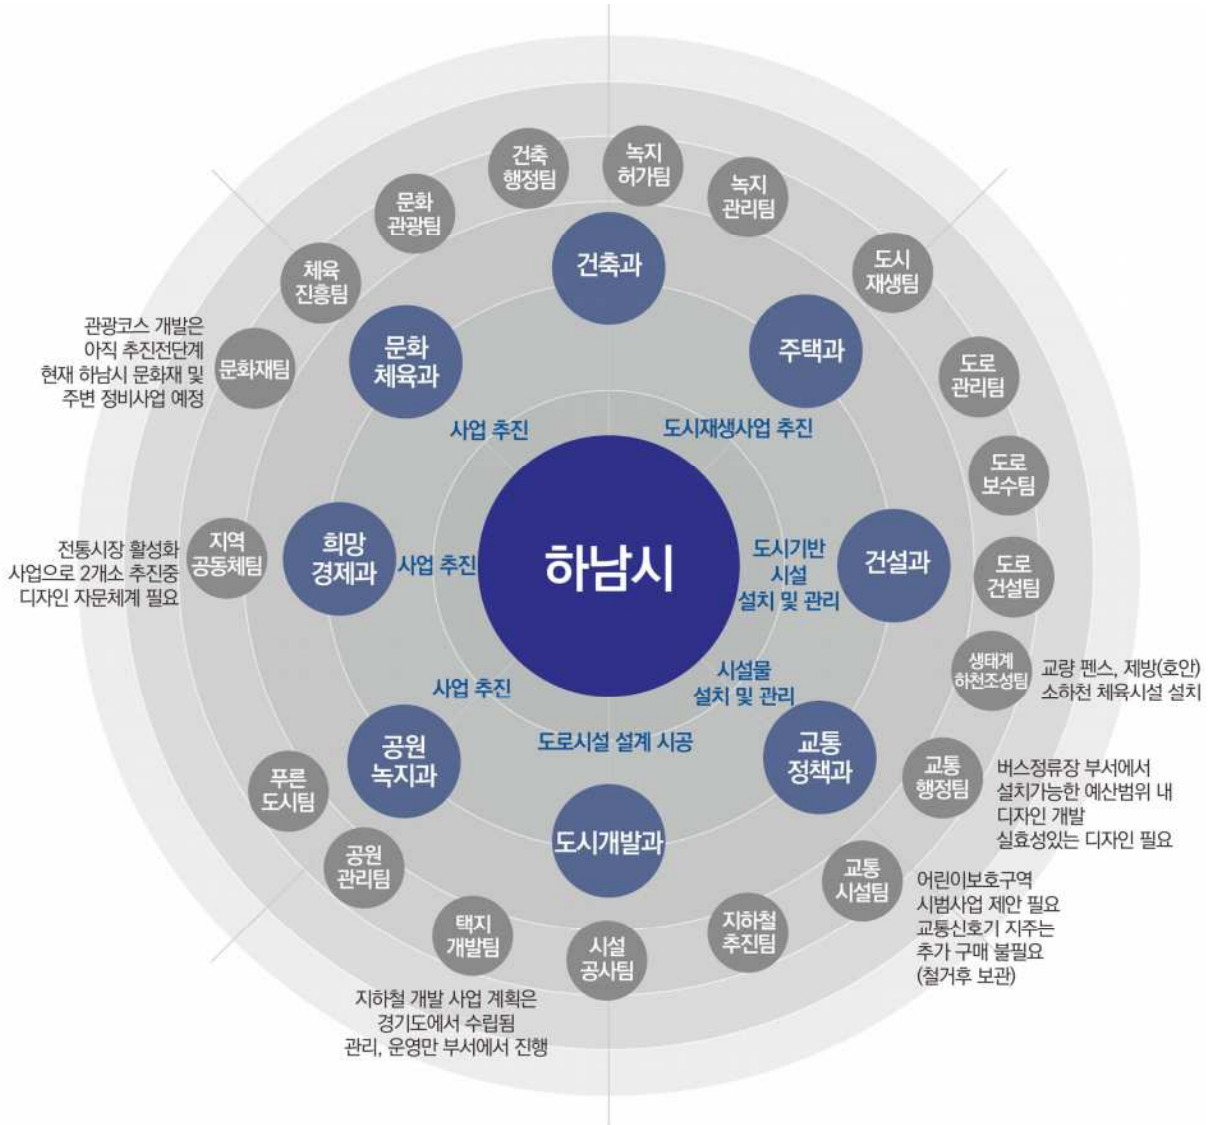 건축
행정팀
녹지
허가팀
녹지
관리팀
문화
관광팀
체육
진흥팀
도시
재생팀
건축과
문화
체육과
주택과
관광코스 개발은
아직 추진전단계
현재 하남시 문화재 및
주변 정비사업 예정
문화재팀
도로
관리팀
사업 추진
도시재생사업 추진
도로
보수팀
하남시
전통시장 활성화
사업으로 2개소 추진중
디자인 자문체계 필요
지역
공동체팀
희망
경제과
사업 추진
도시기반
시설
설치 및 관리
건설과
도로
건설팀
생태계
하천조성팀
교량 펜스, 제방(호안)
소하천 체육시설 설치
사업 추진
시설물
설치 및 관리
도로시설 설계 시공
공원
녹지과
교통
정책과
도시개발과
푸른
도시팀
교통
행정팀
버스정류장 부서에서
설치가능한 예산범위 내
디자인 개발
실효성있는 디자인 필요
공원
관리팀
교통
시설팀
어린이보호구역
시범사업 제안 필요
교통신호기 지주는
추가 구매 불필요
(철거후 보관)
택지
개발팀
시설
공사팀
지하철
추진팀
지하철 개발 사업 계획은
경기도에서 수립됨
관리, 운영만 부서에서 진행